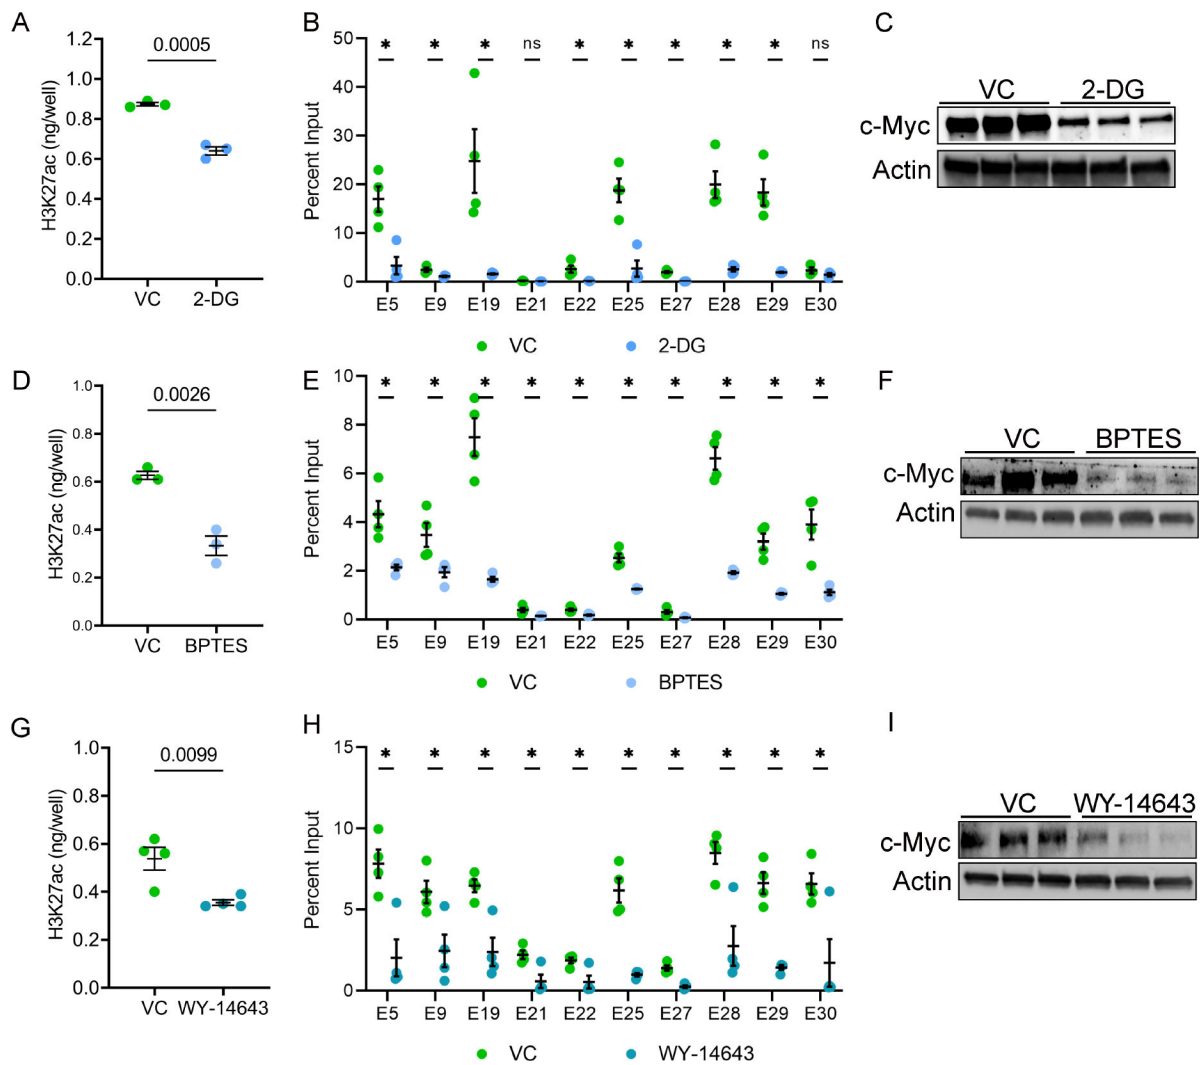 A
H3K27ac (ng/well)
1.2
1.0
0.8
0.6
0.4
0.2
0.0
0.0005
VC 2-DG
B
Percent Input
50
40
30
20
10
0
* * * ns * * * * * ns
E5 E9 E19 E21 E22 E25 E27 E28 E29 E30
VC 2-DG
C
VC 2-DG
c-Myc
Actin
D
H3K27ac (ng/well)
1.0
0.8
0.6
0.4
0.2
0.0
0.0026
VC BPTES
E
Percent Input
10
8
6
4
2
0
* * * * * * * * * *
E5 E9 E19 E21 E22 E25 E27 E28 E29 E30
VC BPTES
F
VC BPTES
c-Myc
Actin
G
H3K27ac (ng/well)
1.0
0.8
0.6
0.4
0.2
0.0
0.0099
VC WY-14643
H
Percent Input
15
10
5
0
* * * * * * * * * *
E5 E9 E19 E21 E22 E25 E27 E28 E29 E30
VC WY-14643
I
VC WY-14643
c-Myc
Actin